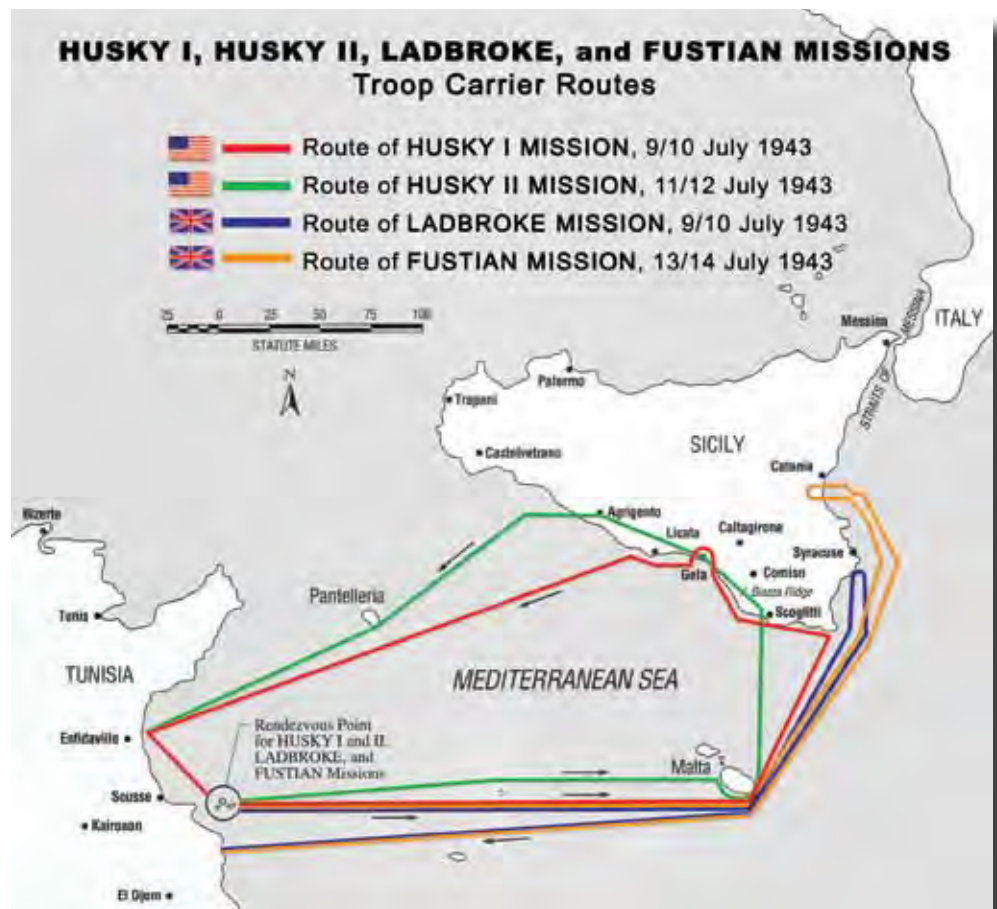 HUSKY I, HUSKY II, LADBROKE, and FUSTIAN MISSIONS
Troop Carrier Routes
Route of HUSKY I MISSION, 9/10 July 1943
Route of HUSKY II MISSION, 11/12 July 1943
Route of LADBROKE MISSION, 9/10 July 1943
Route of FUSTIAN MISSION, 13/14 July 1943
25 0 25 50 75 100
STATUTE MILES
N
Messina
STRAITS OF MESSINA
ITALY
Palermo
Trapani
Castelvetrano
SICILY
Catania
Bizerte
Agrigento
Licata
Caltagirone
Syracuse
Gela
Comiso
Biazza Ridge
Scoglitti
Pantelleria
Tunis
TUNISIA
MEDITERRANEAN SEA
Enfidaville
Rendezvous Point
for HUSKY I and II,
LADBROKE, and
FUSTIAN Missions
Malta
Sousse
Kairouan
El Djem